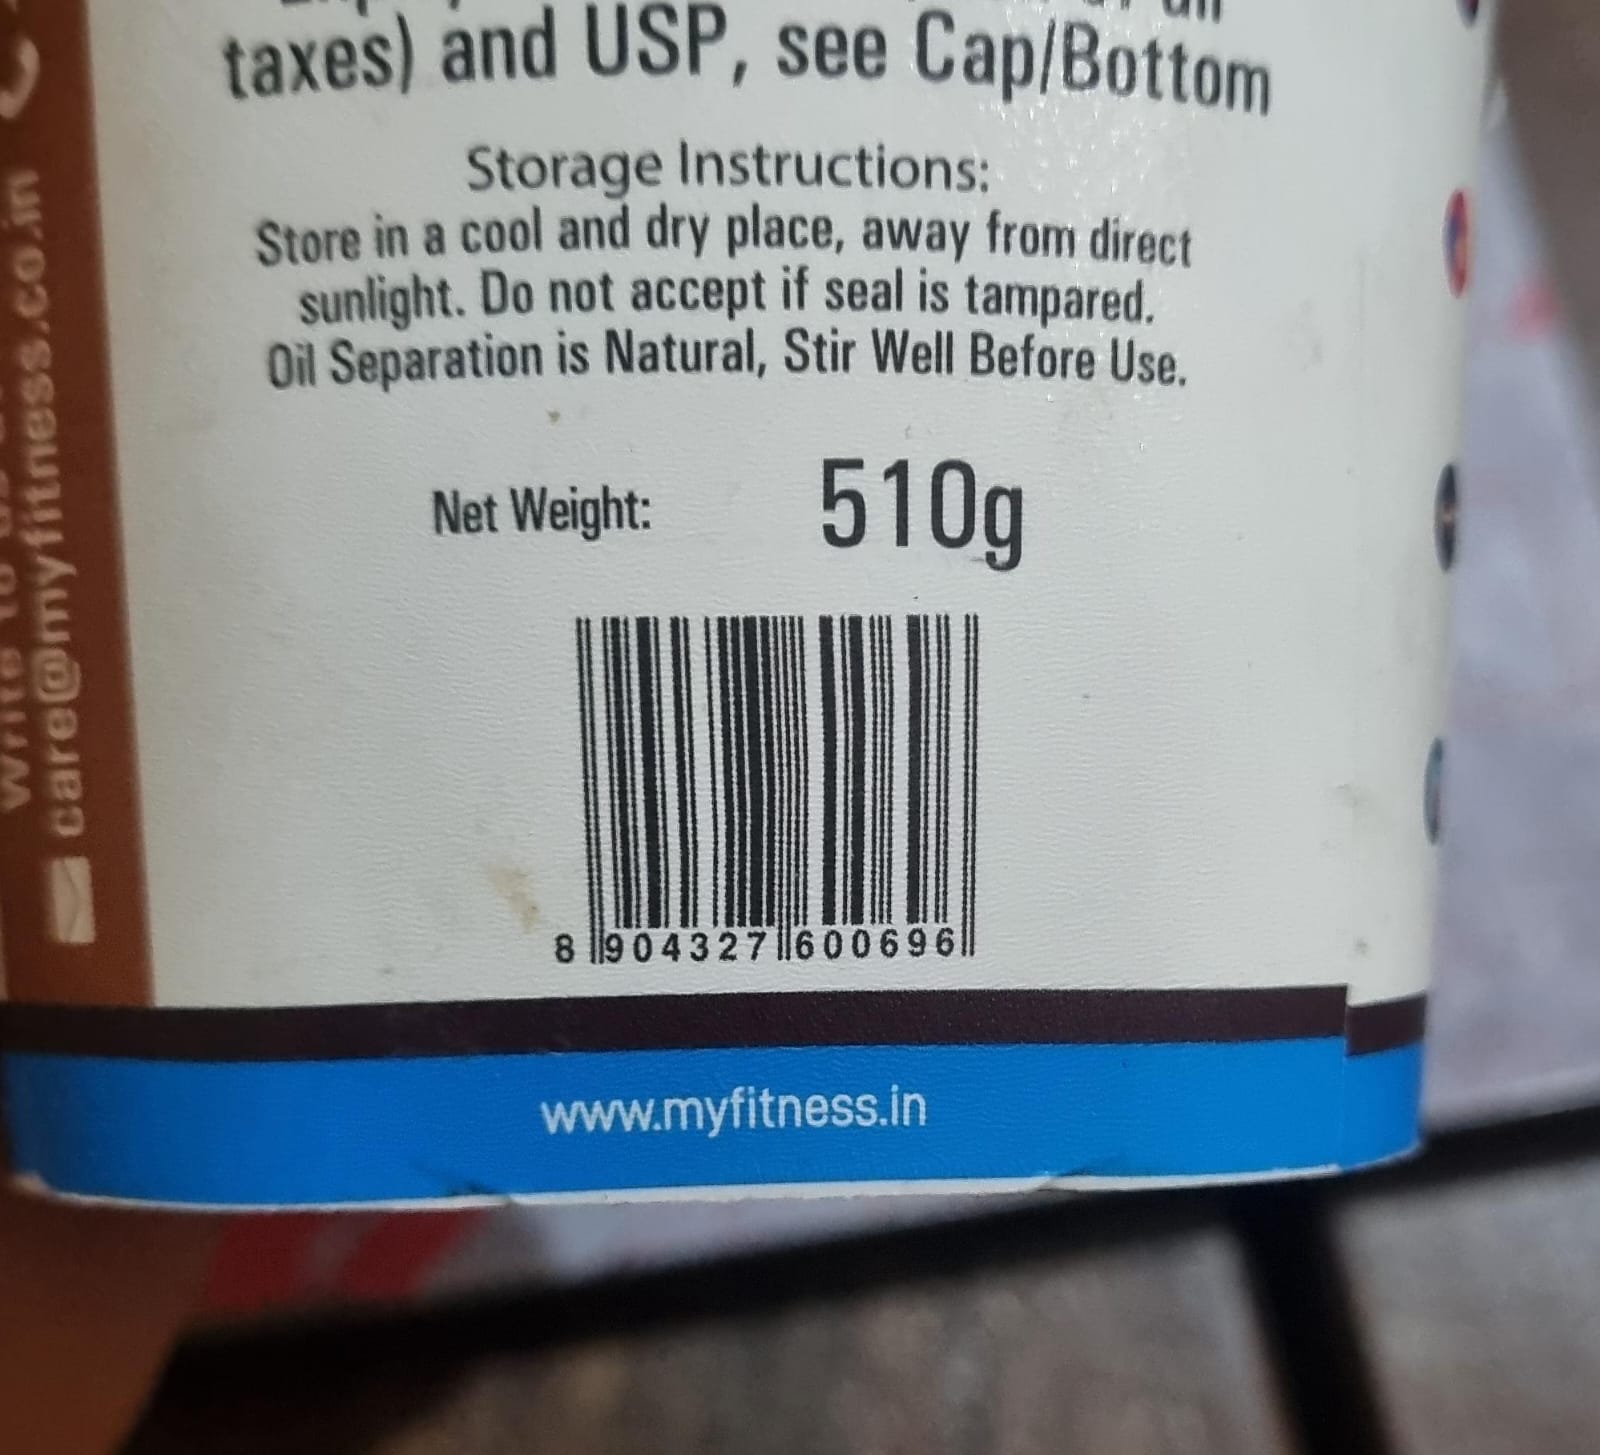 taxes) and USP, see Cap/Bottom
Storage Instructions:
Store in a cool and dry place, away from direct
sunlight. Do not accept if seal is tampared.
Oil Separation is Natural, Stir Well Before Use.
Net Weight: 510g
8 904327 600696
www.myfitness.in
care@myfitness.co.in